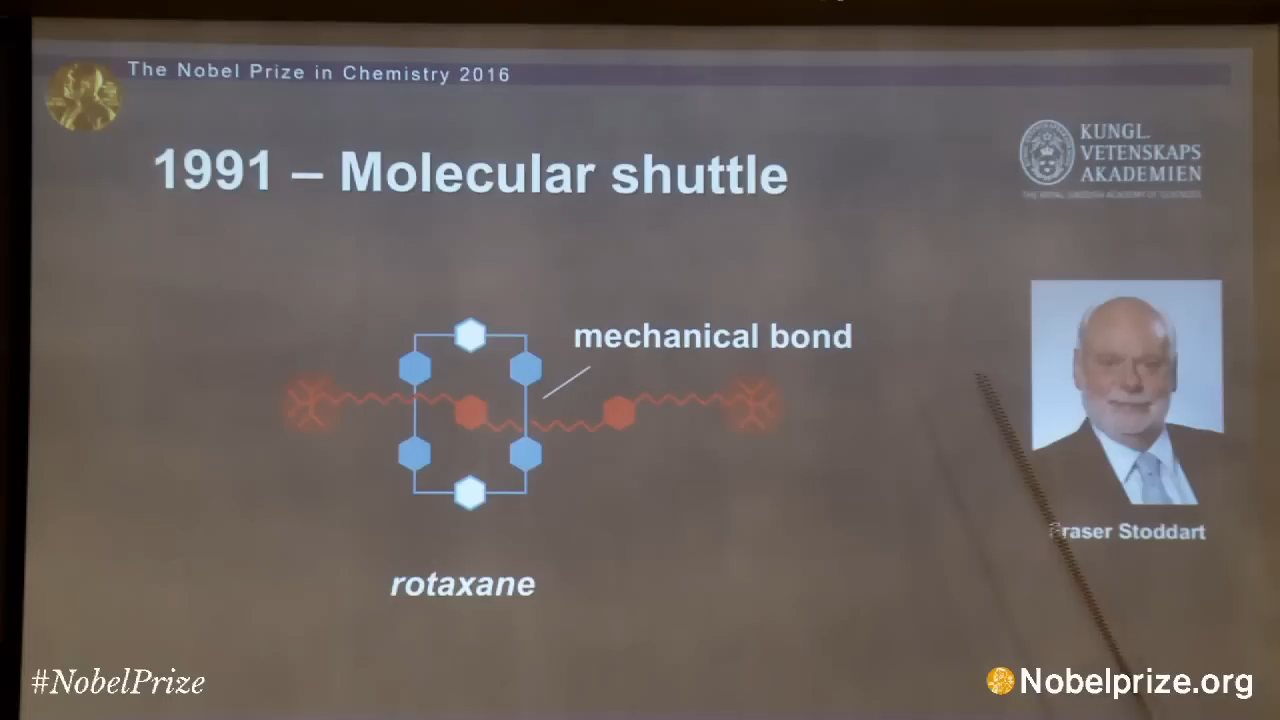 The Nobel Prize in Chemistry 2016
KUNGL.
VETENSKAPS
AKADEMIEN
THE ROYAL SWEDISH ACADEMY OF SCIENCES
1991 – Molecular shuttle
mechanical bond
rotaxane
Fraser Stoddart
#NobelPrize
Nobelprize.org